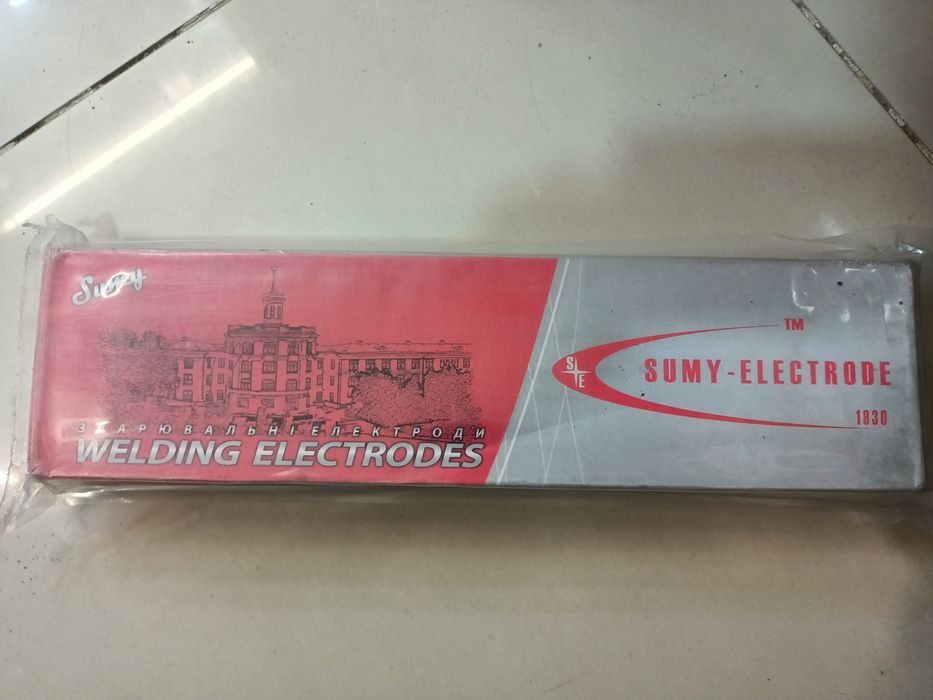 Sumy
ЗВАРЮВАЛЬНІ ЕЛЕКТРОДИ
WELDING ELECTRODES
TM
S E
SUMY-ELECTRODE
1930